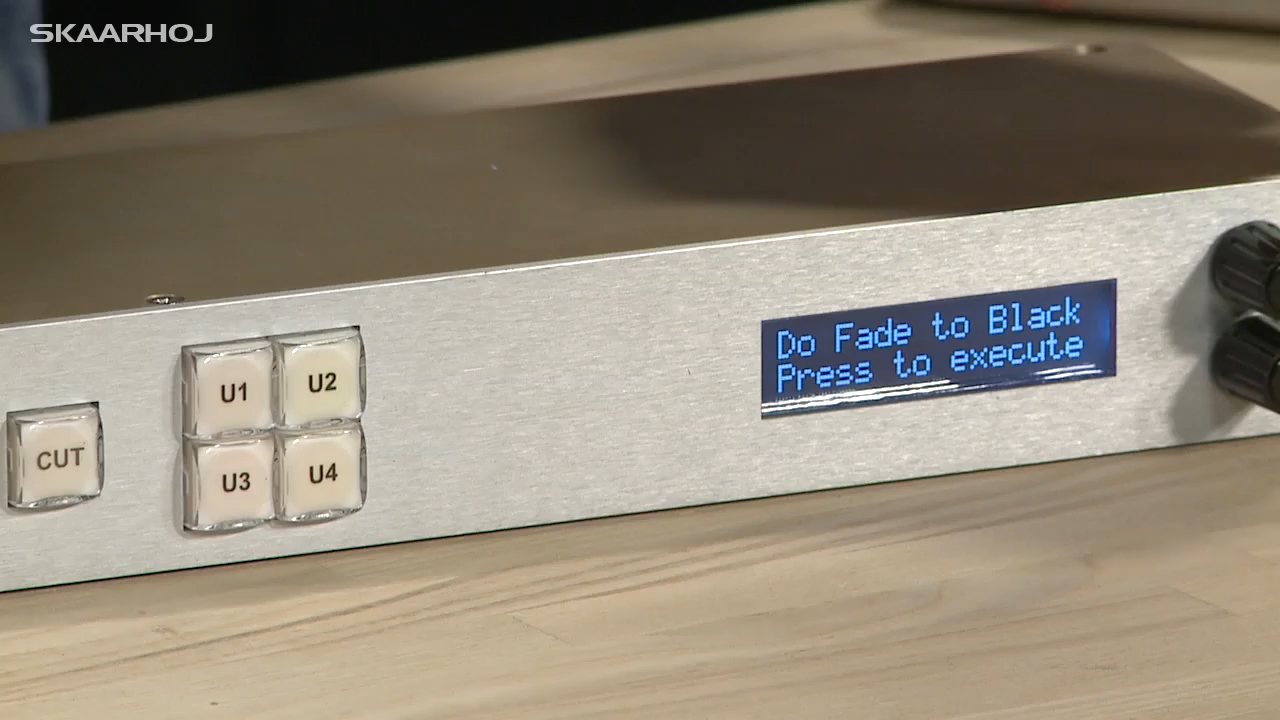 SKAARHOJ
Do Fade to Black
Press to execute
U1
U2
CUT
U3
U4